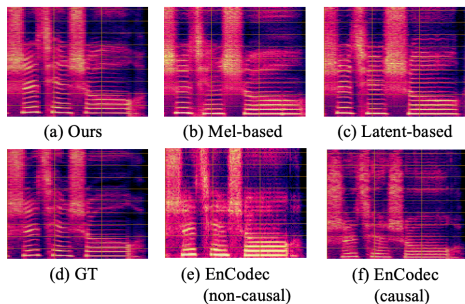 (a) Ours
(b) Mel-based
(c) Latent-based
(d) GT
(e) EnCodec
(non-causal)
(f) EnCodec
(causal)